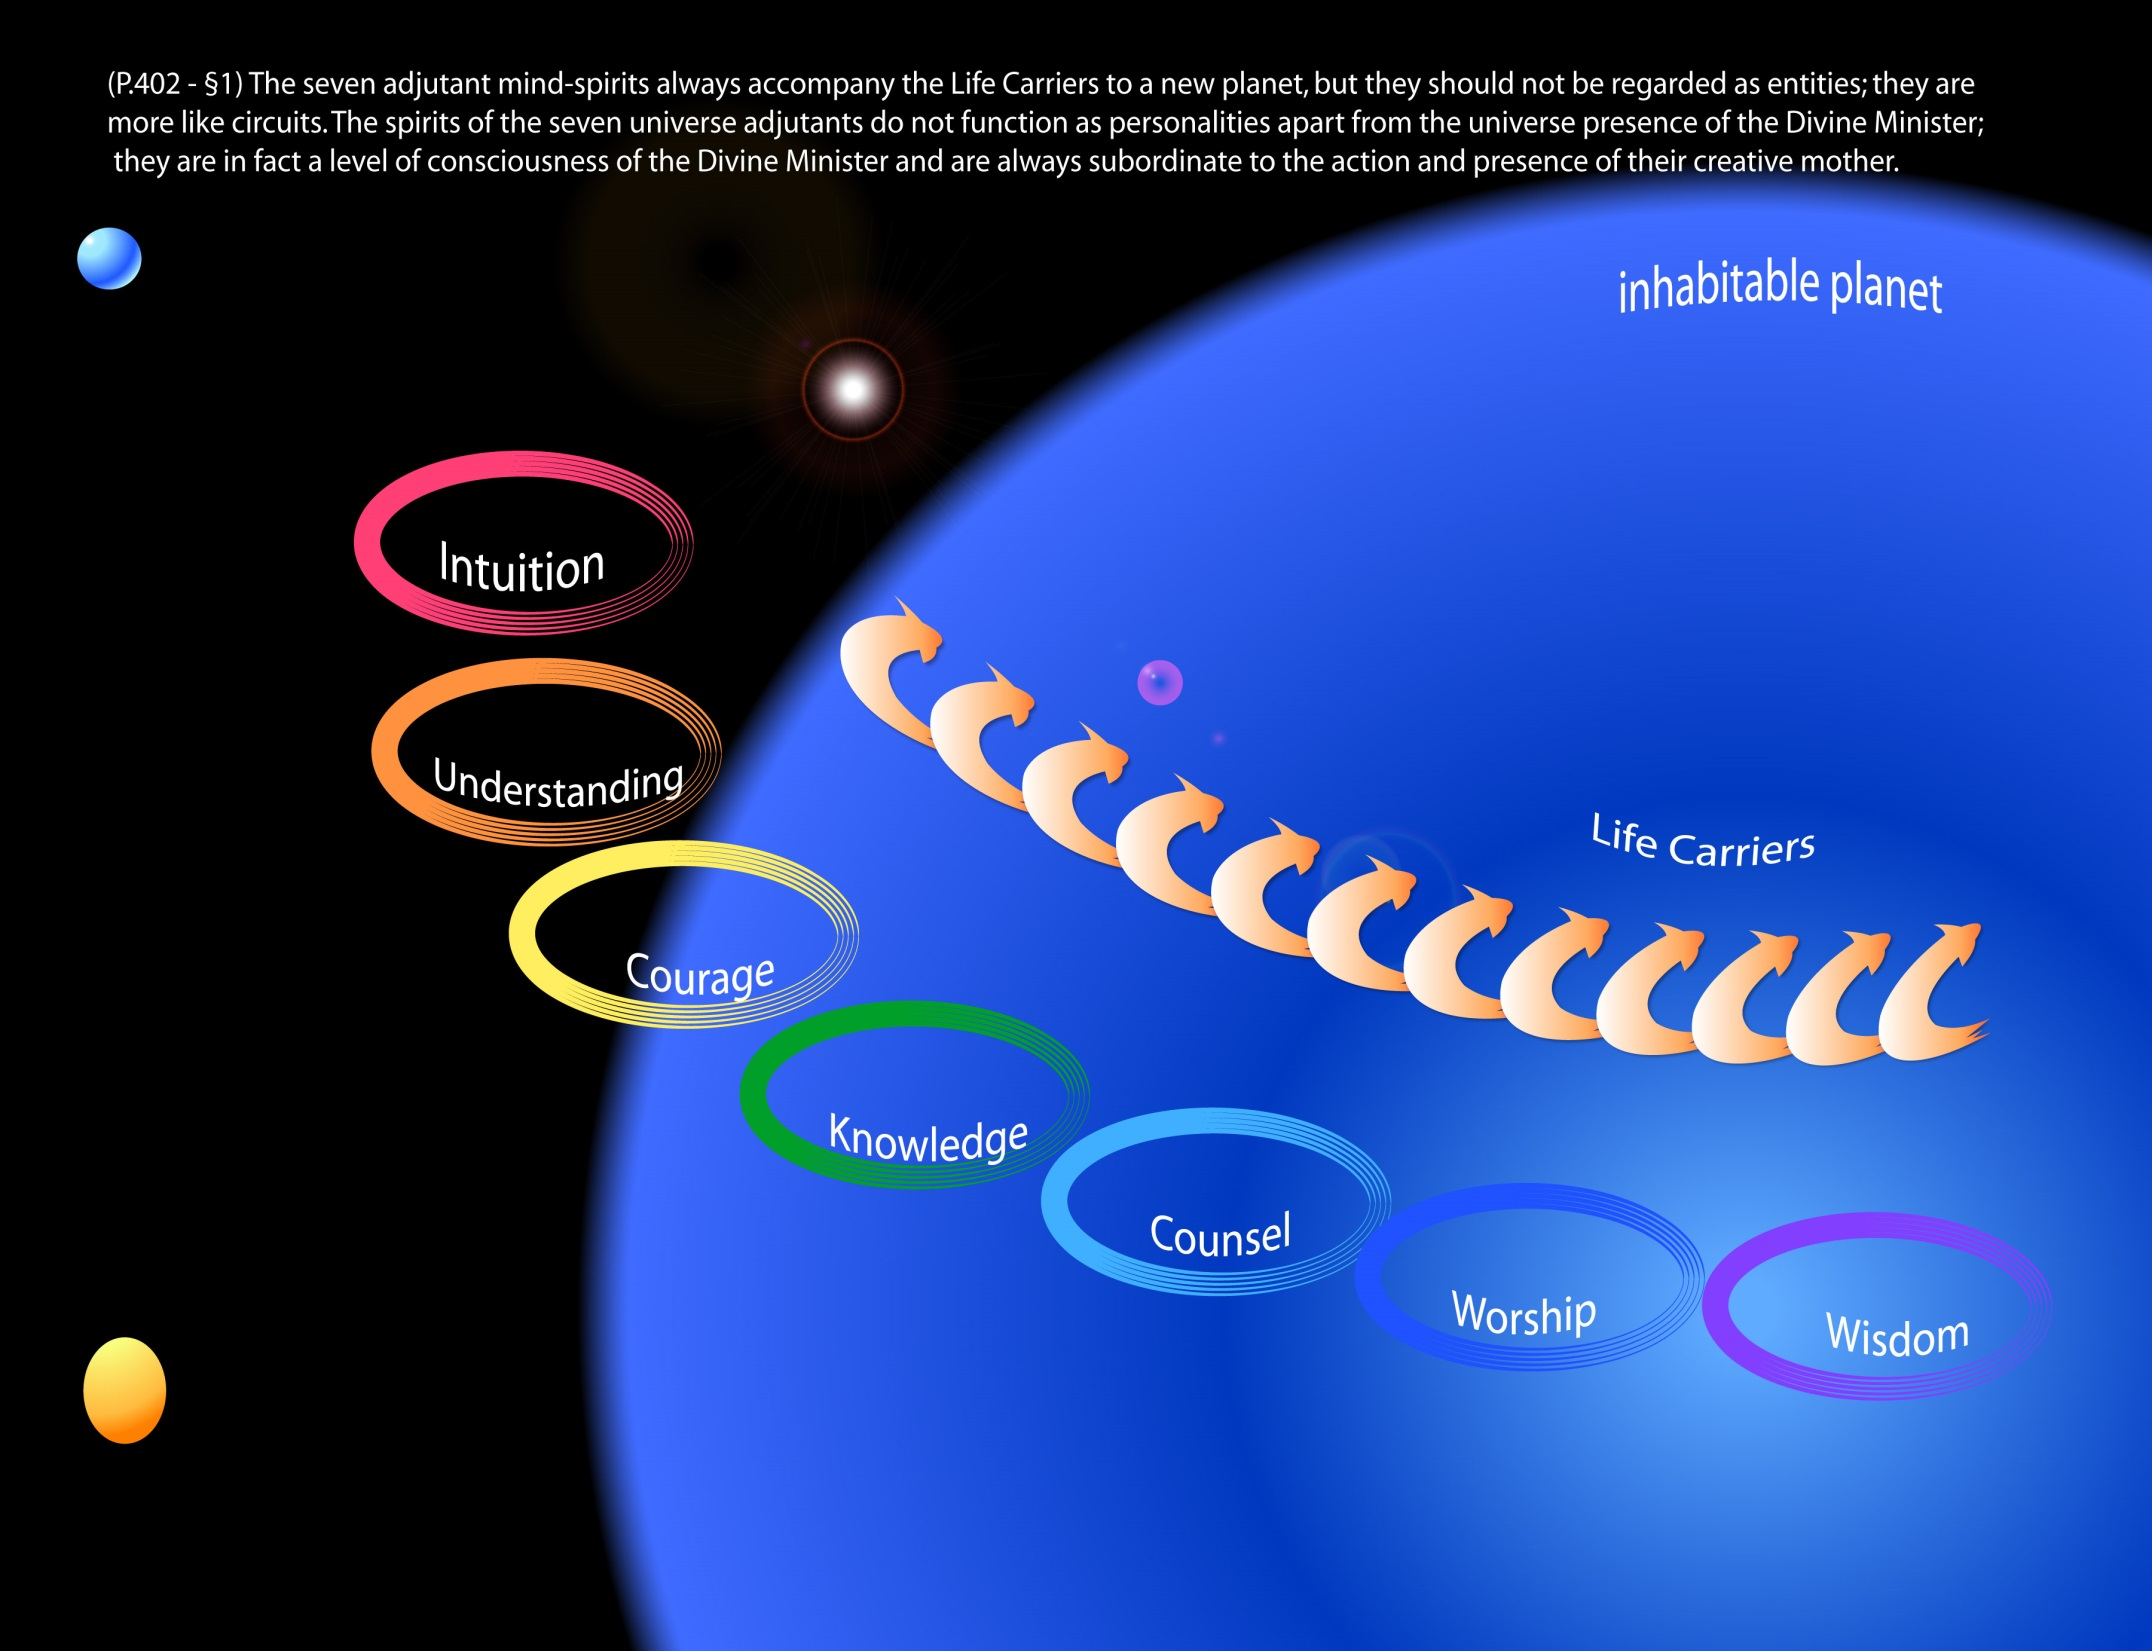 (P.402 - §1) The seven adjutant mind-spirits always accompany the Life Carriers to a new planet, but they should not be regarded as entities; they are
more like circuits. The spirits of the seven universe adjutants do not function as personalities apart from the universe presence of the Divine Minister;
they are in fact a level of consciousness of the Divine Minister and are always subordinate to the action and presence of their creative mother.
inhabitable planet
Intuition
Understanding
Life Carriers
Courage
Knowledge
Counsel
Worship
Wisdom